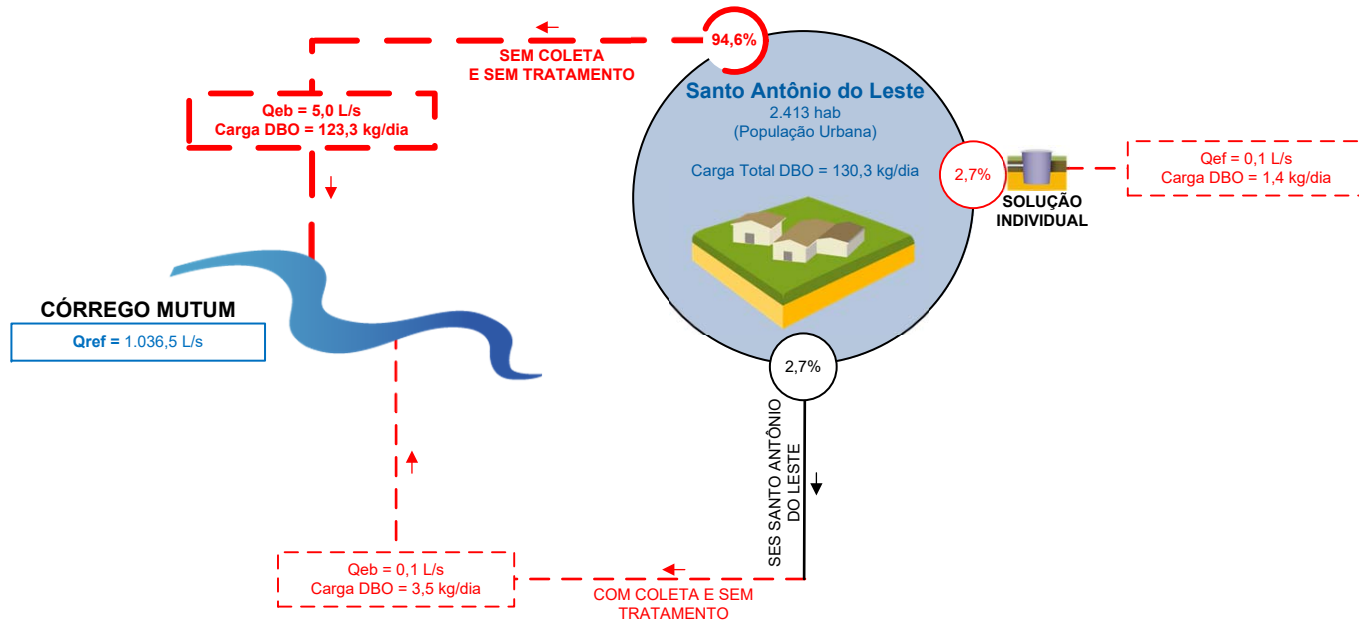 94,6%
SEM COLETA
E SEM TRATAMENTO
Santo Antônio do Leste
2.413 hab
(População Urbana)
Carga Total DBO = 130,3 kg/dia
Qeb = 5,0 L/s
Carga DBO = 123,3 kg/dia
2,7%
SOLUÇÃO
INDIVIDUAL
Qef = 0,1 L/s
Carga DBO = 1,4 kg/dia
CÓRREGO MUTUM
Qref = 1.036,5 L/s
2,7%
SES SANTO ANTÔNIO
DO LESTE
Qeb = 0,1 L/s
Carga DBO = 3,5 kg/dia
COM COLETA E SEM
TRATAMENTO